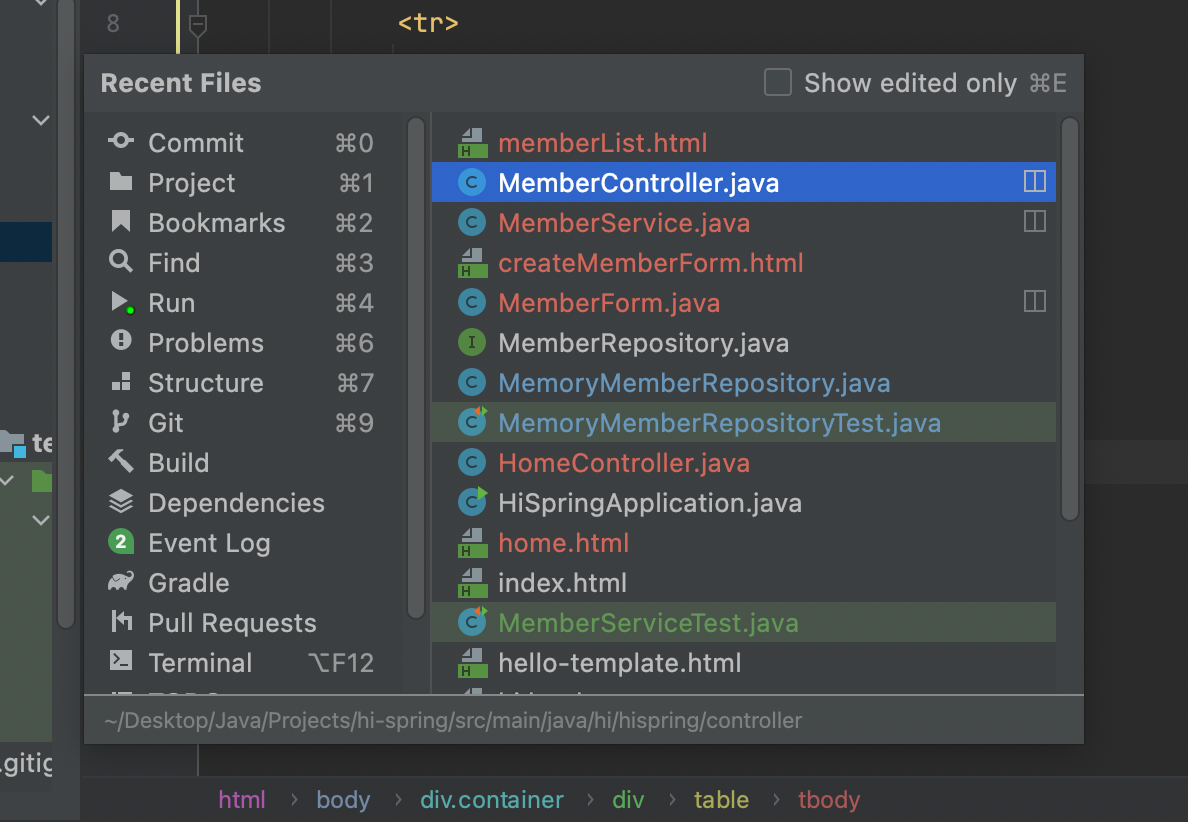 8 <tr>
Recent Files Show edited only ⌘E
Commit ⌘0
Project ⌘1
Bookmarks ⌘2
Find ⌘3
Run ⌘4
Problems ⌘6
Structure ⌘7
Git ⌘9
Build
Dependencies
2 Event Log
Gradle
Pull Requests
Terminal ⌥F12
H memberList.html
C MemberController.java
C MemberService.java
H createMemberForm.html
C MemberForm.java
I MemberRepository.java
C MemoryMemberRepository.java
C MemoryMemberRepositoryTest.java
C HomeController.java
C HiSpringApplication.java
H home.html
H index.html
C MemberServiceTest.java
H hello-template.html
~/Desktop/Java/Projects/hi-spring/src/main/java/hi/hispring/controller
te
.gitig
html › body › div.container › div › table › tbody